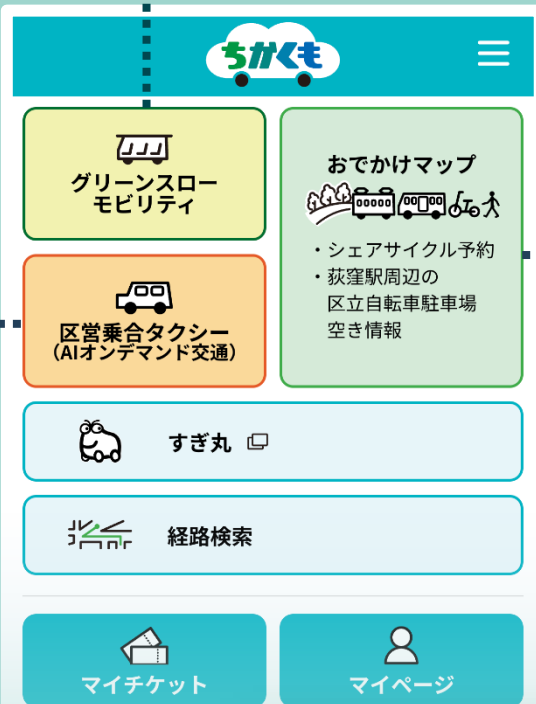 ちかくも
グリーンスロー
モビリティ
おでかけマップ
・シェアサイクル予約
・荻窪駅周辺の
区立自転車駐車場
空き情報
区営乗合タクシー
（AIオンデマンド交通）
すぎ丸
経路検索
マイチケット
マイページ